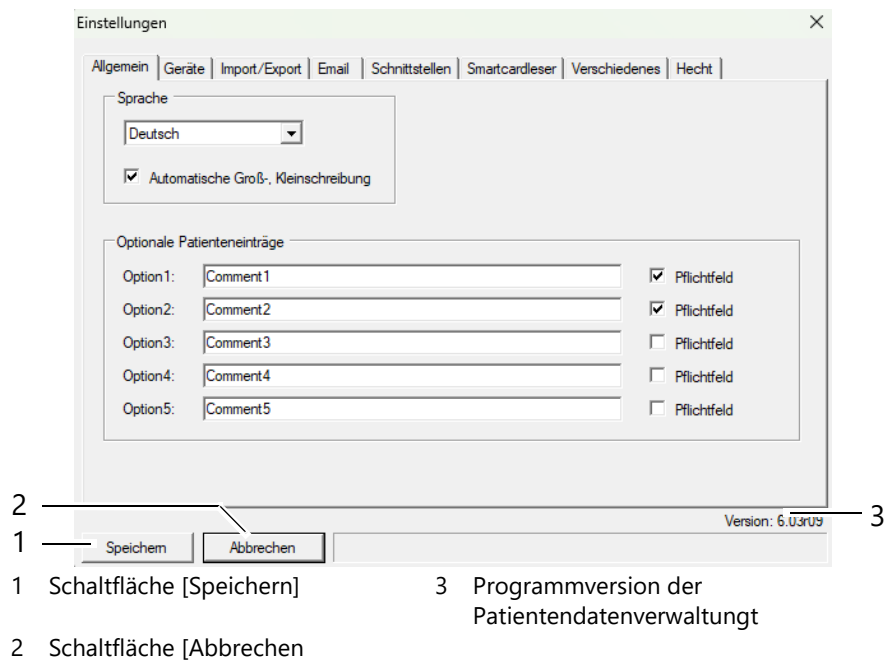 Einstellungen
Allgemein Geräte Import/Export Email Schnittstellen Smartcardleser Verschiedenes Hecht
Sprache
Deutsch
Automatische Groß-, Kleinschreibung
Optionale Patienteneinträge
Option1: Comment1 Pflichtfeld
Option2: Comment2 Pflichtfeld
Option3: Comment3 Pflichtfeld
Option4: Comment4 Pflichtfeld
Option5: Comment5 Pflichtfeld
2
3
Version: 6.03r09
1
Speichern Abbrechen
1 Schaltfläche [Speichern]
3 Programmversion der
Patientendatenverwaltungt
2 Schaltfläche [Abbrechen